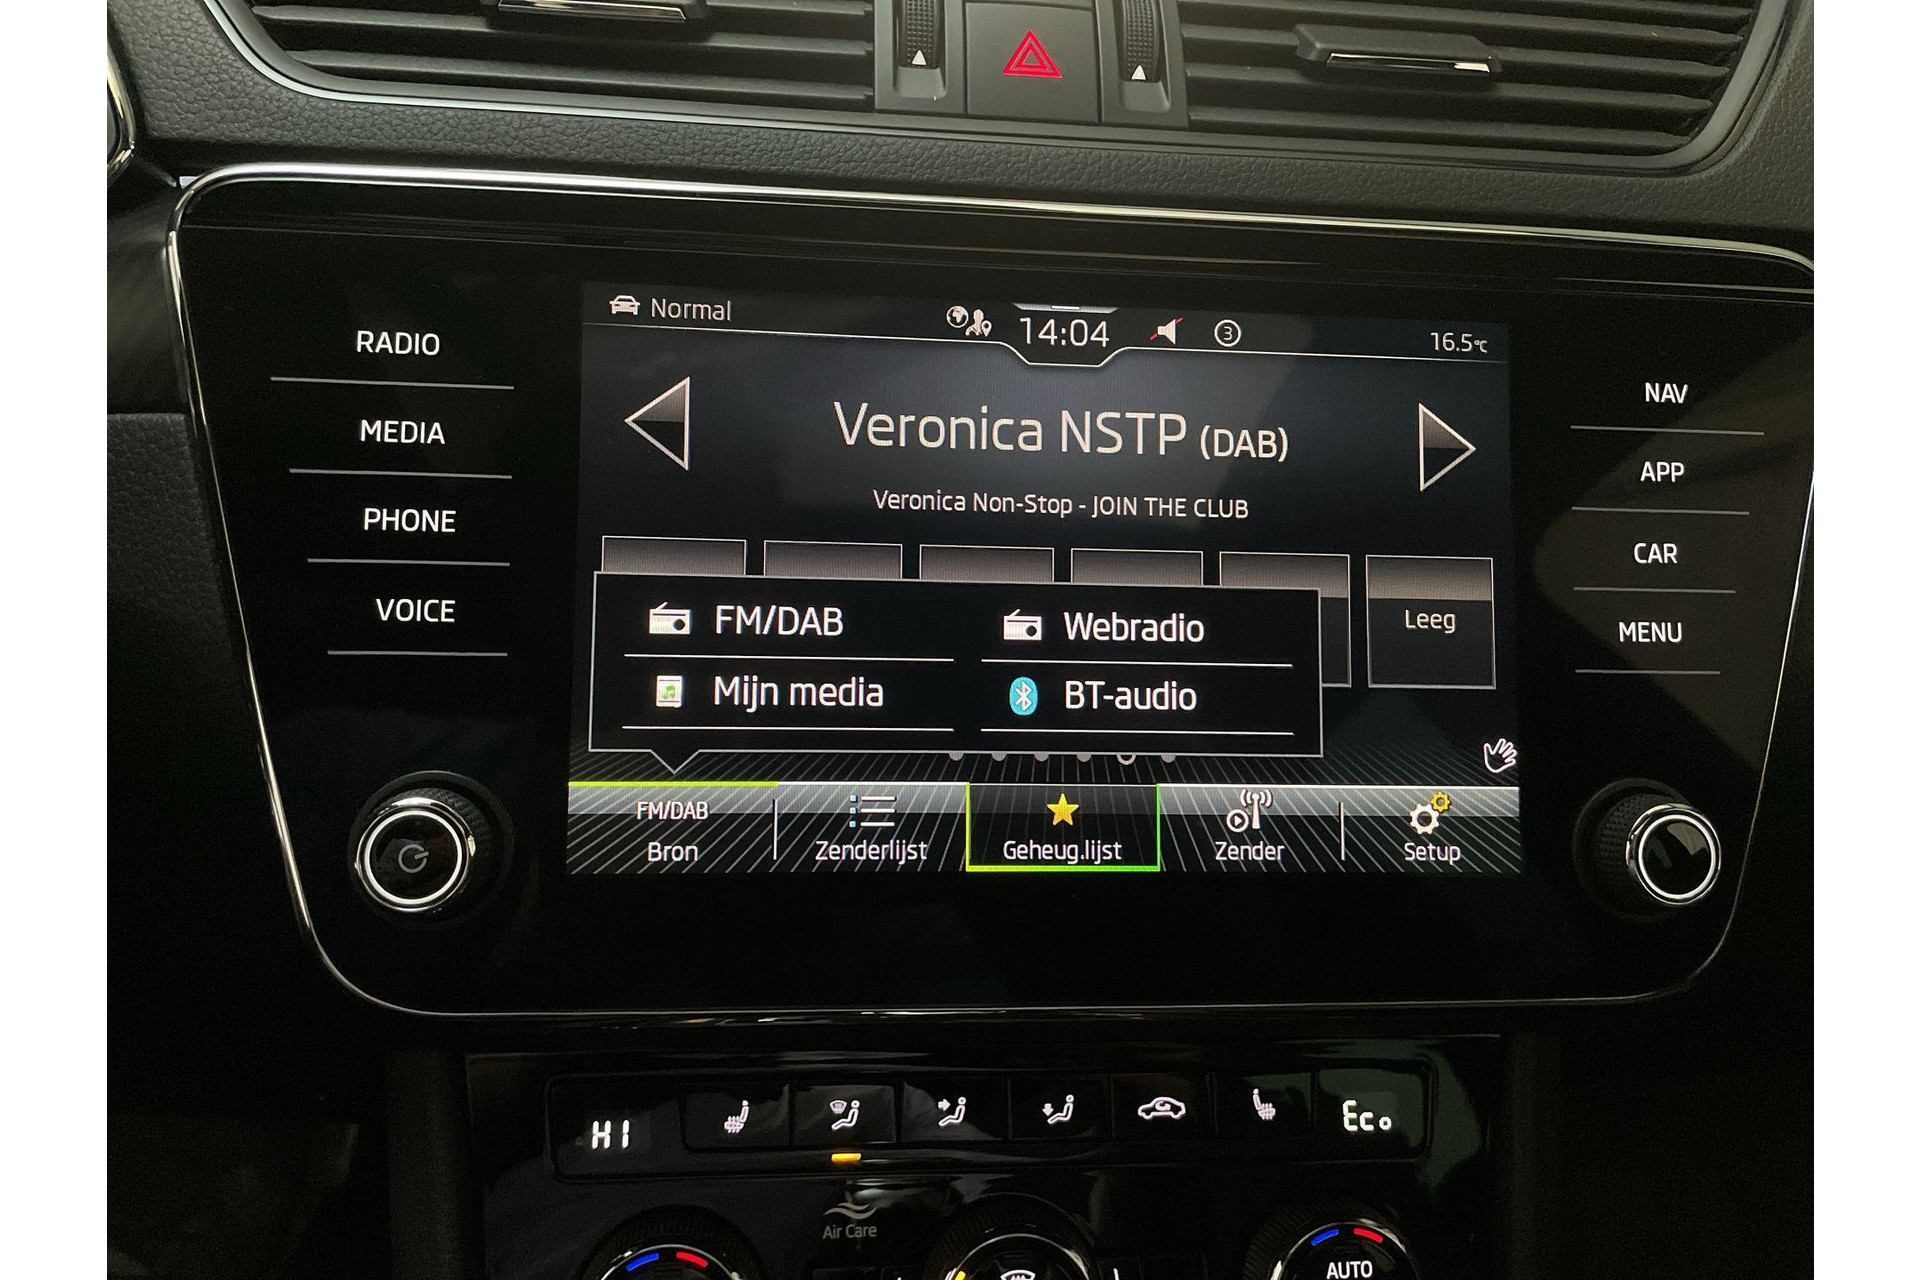 Normal
14:04
3
16.5°C
RADIO
MEDIA
PHONE
VOICE
NAV
APP
CAR
MENU
Veronica NSTP (DAB)
Veronica Non-Stop - JOIN THE CLUB
Leeg
FM/DAB
Webradio
Mijn media
BT-audio
FM/DAB
Bron
Zenderlijst
Geheug.lijst
Zender
Setup
HI
Eco
Air Care
AUTO